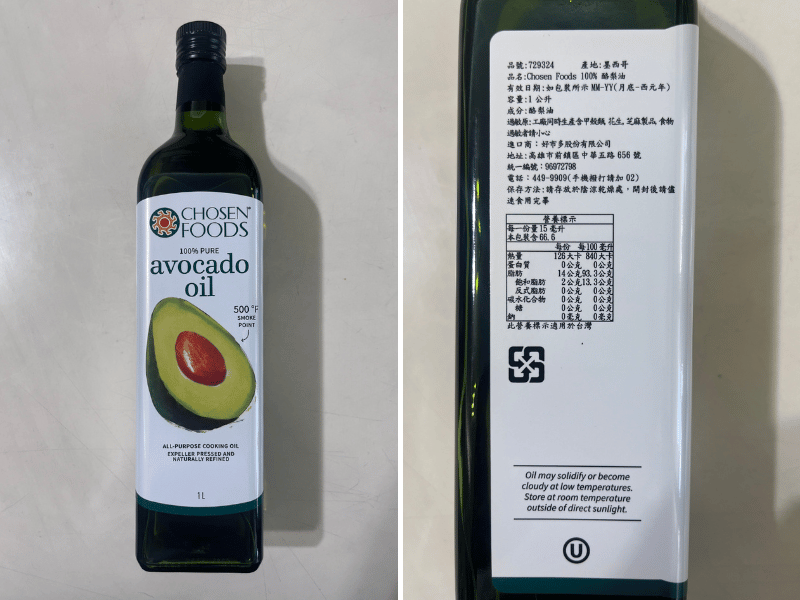 CHOSEN
FOODS™
100% PURE
avocado
oil
500 °F
SMOKE
POINT
ALL-PURPOSE COOKING OIL
EXPELLER PRESSED AND
NATURALLY REFINED
1 L
品號:729324 產地:墨西哥
品名:Chosen Foods 100% 酪梨油
有效日期:如包裝所示 MM-YY(月底-西元年)
容量:1公升
成分:酪梨油
過敏原:工廠同時生產含甲殼類,花生,芝麻製品,食物
過敏者請小心
進口商:好市多股份有限公司
地址:高雄市前鎮區中華五路 656 號
統一編號:96972798
電話:449-9909(手機撥打請加 02)
保存方法:請存放於陰涼乾燥處,開封後請儘
速食用完畢
營養標示
每一份量15毫升
本包裝含66.6
每份 每100毫升
熱量 126大卡 840大卡
蛋白質 0公克 0公克
脂肪 14公克 93.3公克
飽和脂肪 2公克 13.3公克
反式脂肪 0公克 0公克
碳水化合物 0公克 0公克
糖 0公克 0公克
鈉 0毫克 0毫克
此營養標示適用於台灣
Oil may solidify or become
cloudy at low temperatures.
Store at room temperature
outside of direct sunlight.
U